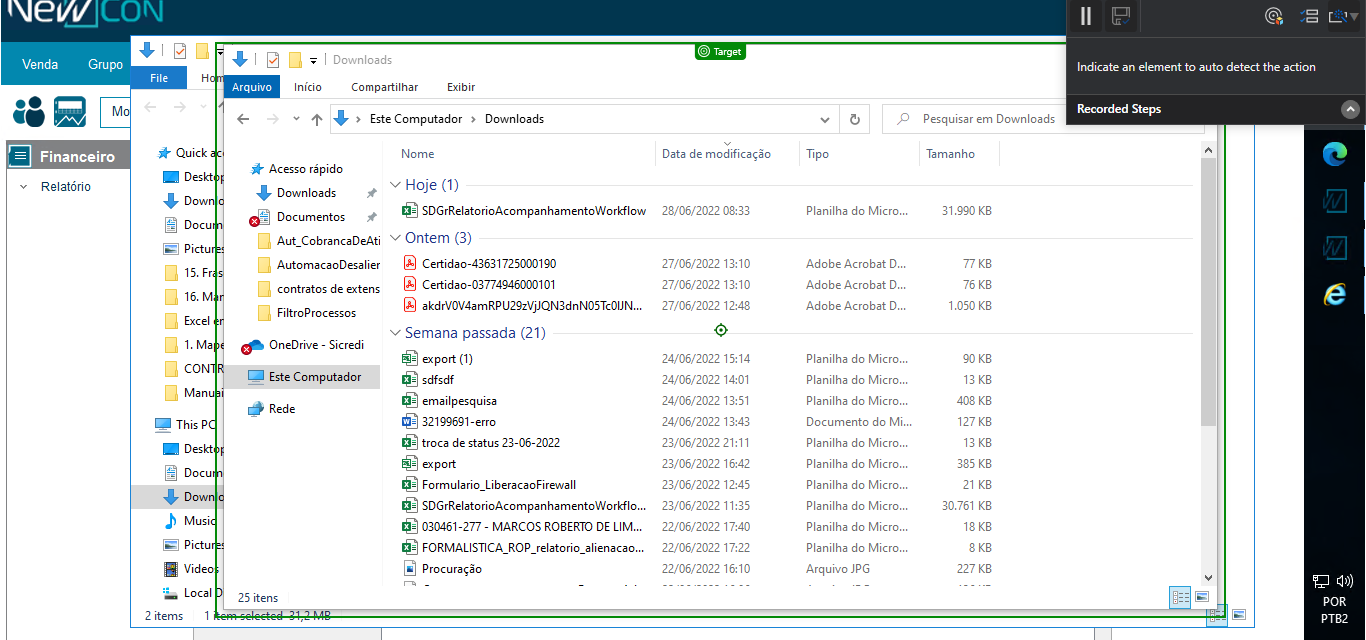 NewCON
Venda
Grupo
Mo
Financeiro
Relatório
File
Hom
Quick acc
Desktop
Downlo
Docum
Pictures
15. Fras
16. Man
Excel em
1. Mape
CONTR
Manuai
This PC
Desktop
Docum
Downlo
Music
Pictures
Videos
Local D
2 items
1 item selected 31,2 MB
Target
Downloads
Arquivo
Início
Compartilhar
Exibir
Este Computador
Downloads
Pesquisar em Downloads
Acesso rápido
Downloads
Documentos
Aut_CobrancaDeAti
AutomacaoDesalier
contratos de extens
FiltroProcessos
OneDrive - Sicredi
Este Computador
Rede
Nome Data de modificação Tipo Tamanho
Hoje (1)
SDGrRelatorioAcompanhamentoWorkflow 28/06/2022 08:33 Planilha do Micro... 31.990 KB
Ontem (3)
Certidao-43631725000190 27/06/2022 13:10 Adobe Acrobat D... 77 KB
Certidao-03774946000101 27/06/2022 13:10 Adobe Acrobat D... 76 KB
akdrV0V4amRPU29zVjJQN3dnN05Tc0lJN... 27/06/2022 12:48 Adobe Acrobat D... 1.050 KB
Semana passada (21)
export (1) 24/06/2022 15:14 Planilha do Micro... 90 KB
sdfsdf 24/06/2022 14:01 Planilha do Micro... 13 KB
emailpesquisa 24/06/2022 13:51 Planilha do Micro... 408 KB
32199691-erro 24/06/2022 13:43 Documento do Mi... 127 KB
troca de status 23-06-2022 23/06/2022 21:11 Planilha do Micro... 13 KB
export 23/06/2022 16:42 Planilha do Micro... 385 KB
Formulario_LiberacaoFirewall 23/06/2022 12:45 Planilha do Micro... 21 KB
SDGrRelatorioAcompanhamentoWorkflo... 23/06/2022 11:35 Planilha do Micro... 30.761 KB
030461-277 - MARCOS ROBERTO DE LIM... 22/06/2022 17:40 Planilha do Micro... 18 KB
FORMALISTICA_ROP_relatorio_alienacao... 22/06/2022 17:22 Planilha do Micro... 8 KB
Procuração 22/06/2022 16:10 Arquivo JPG 227 KB
25 itens
Indicate an element to auto detect the action
Recorded Steps
POR
PTB2